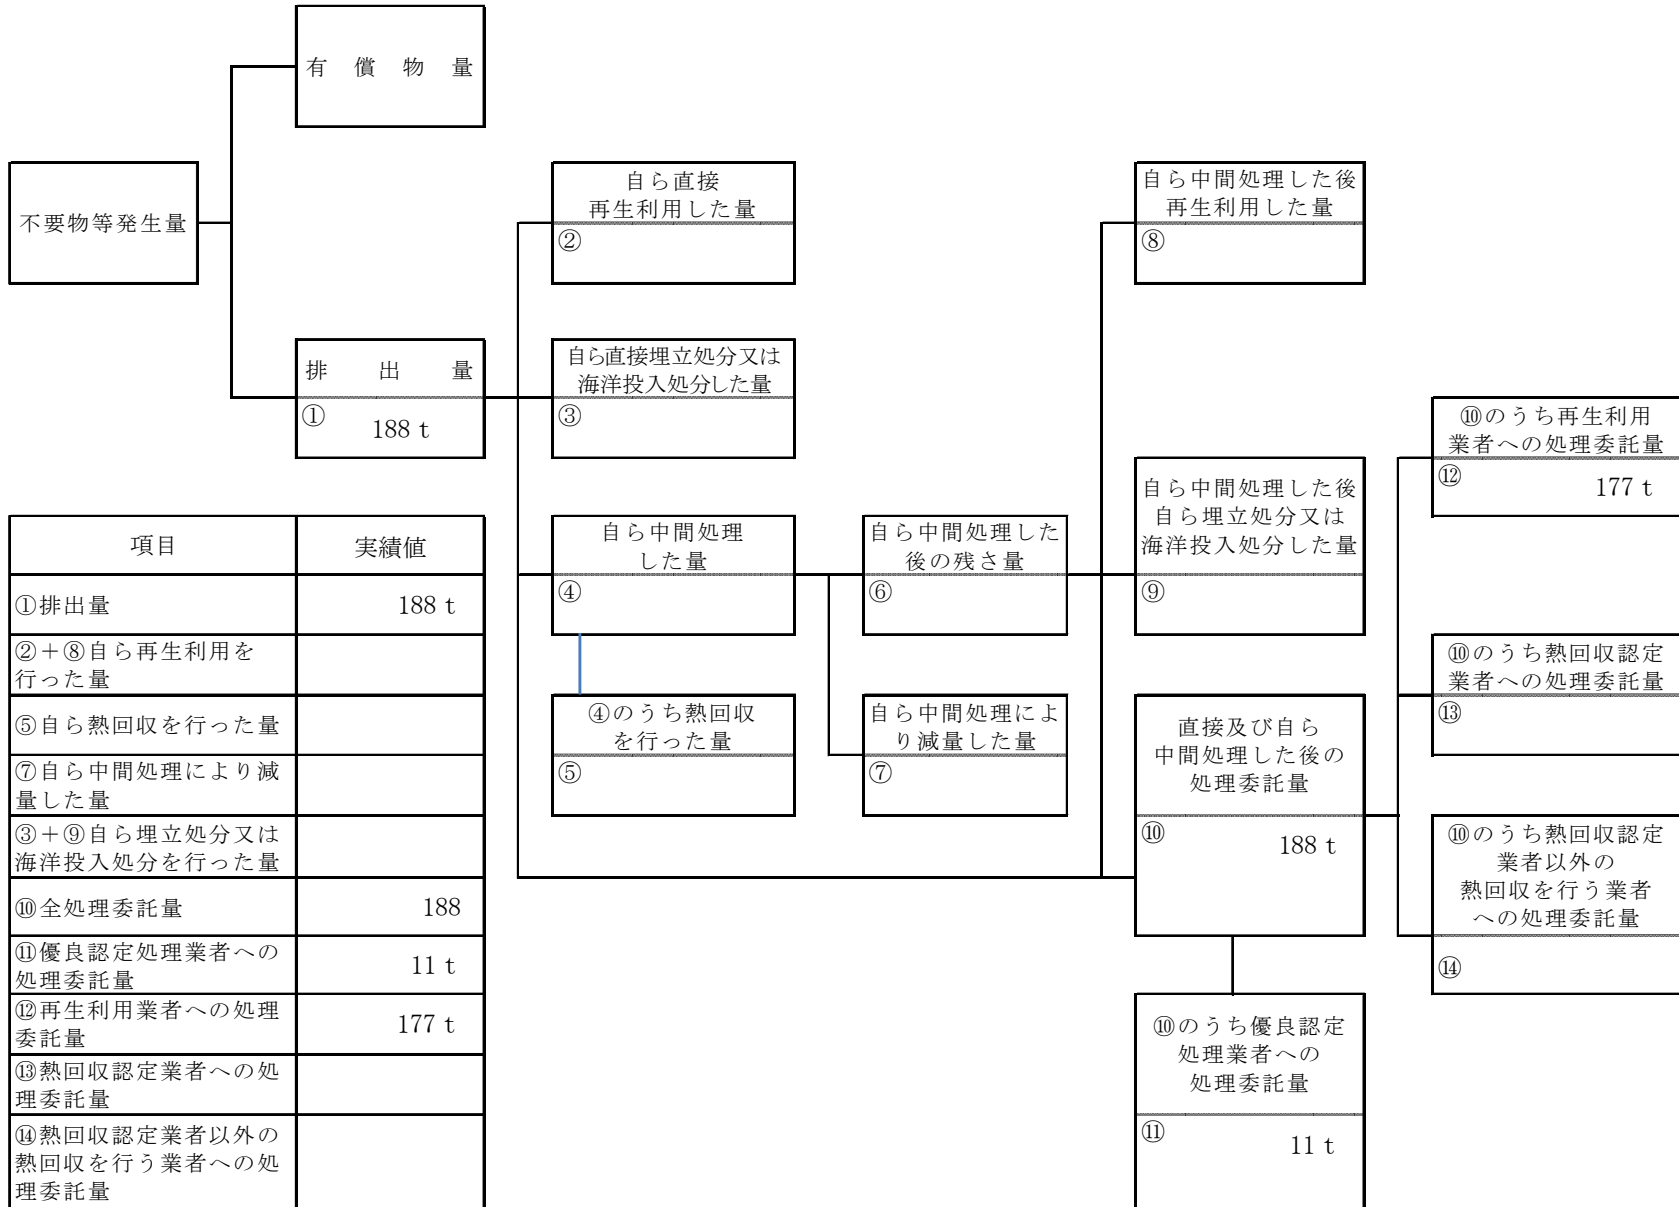 有償物量
不要物等発生量
排出量
①
188 t
自ら直接
再生利用した量
②
自ら直接埋立処分又は
海洋投入処分した量
③
自ら中間処理
した量
④
④のうち熱回収
を行った量
⑤
自ら中間処理した
後の残さ量
⑥
自ら中間処理によ
り減量した量
⑦
自ら中間処理した後
再生利用した量
⑧
自ら中間処理した後
自ら埋立処分又は
海洋投入処分した量
⑨
直接及び自ら
中間処理した後の
処理委託量
⑩
188 t
⑩のうち優良認定
処理業者への
処理委託量
⑪
11 t
⑩のうち再生利用
業者への処理委託量
⑫
177 t
⑩のうち熱回収認定
業者への処理委託量
⑬
⑩のうち熱回収認定
業者以外の
熱回収を行う業者
への処理委託量
⑭
項目 実績値
①排出量 188 t
②+⑧自ら再生利用を
行った量
⑤自ら熱回収を行った量
⑦自ら中間処理により減
量した量
③+⑨自ら埋立処分又は
海洋投入処分を行った量
⑩全処理委託量 188
⑪優良認定処理業者への
処理委託量 11 t
⑫再生利用業者への処理
委託量 177 t
⑬熱回収認定業者への処
理委託量
⑭熱回収認定業者以外の
熱回収を行う業者への処
理委託量